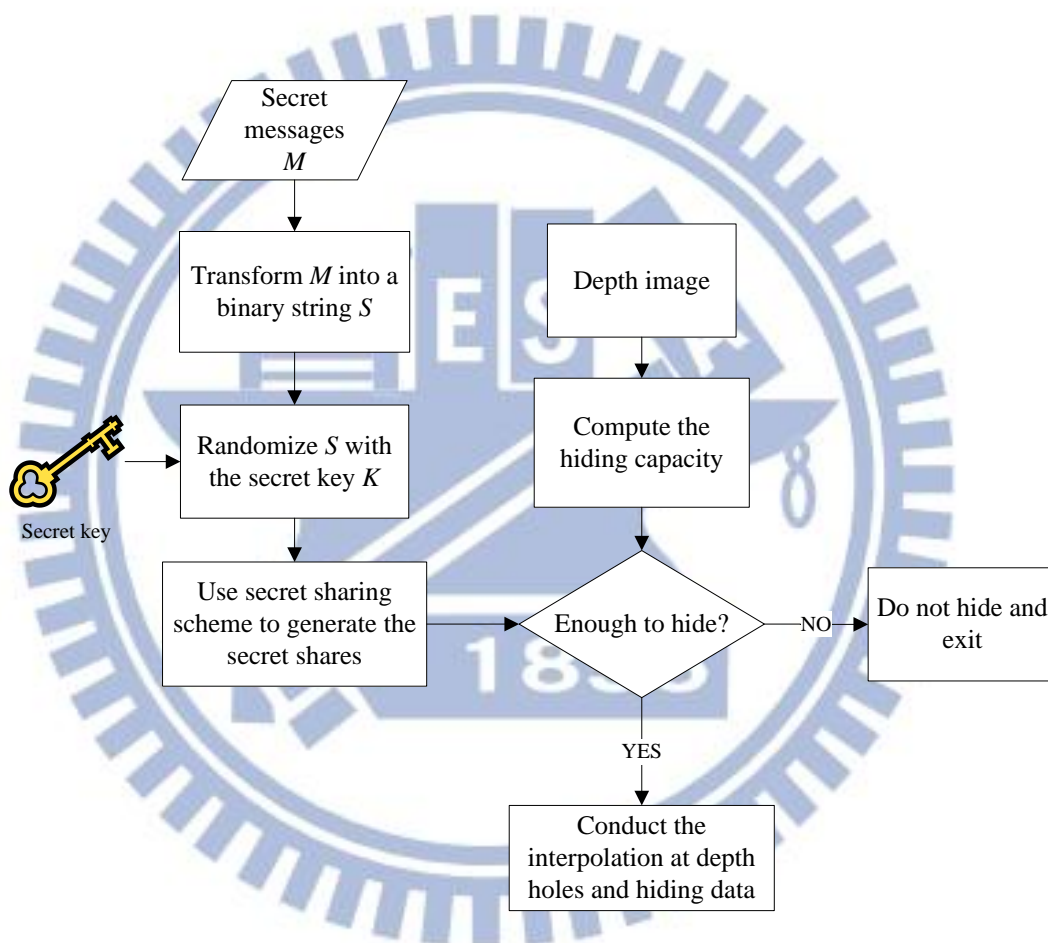 Secret
messages
M
Transform M into a
binary string S
Depth image
Randomize S with
the secret key K
Secret key
Compute the
hiding capacity
Use secret sharing
scheme to generate the
secret shares
Enough to hide?
NO
Do not hide and
exit
YES
Conduct the
interpolation at depth
holes and hiding data
E S A
1896